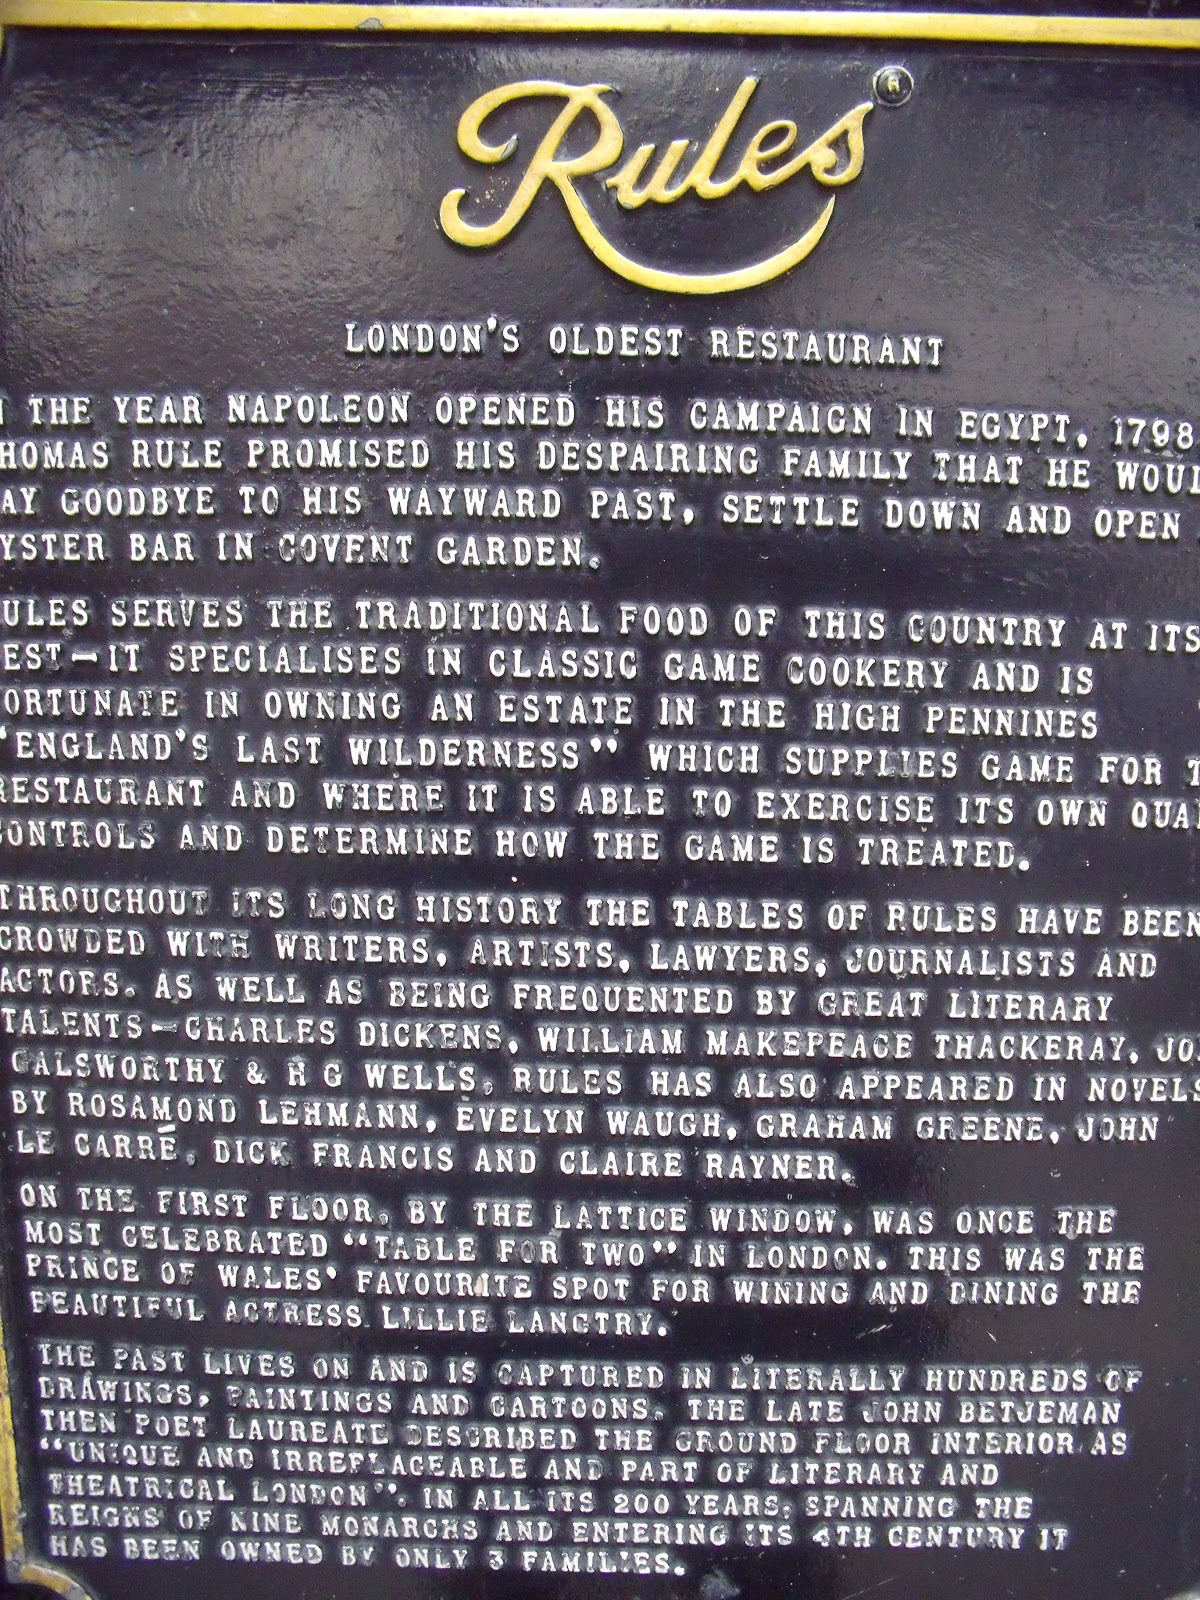 Rules
LONDON'S OLDEST RESTAURANT
THE YEAR NAPOLEON OPENED HIS CAMPAIGN IN EGYPT, 1798
HOMAS RULE PROMISED HIS DESPAIRING FAMILY THAT HE WOUL
AY GOODBYE TO HIS WAYWARD PAST, SETTLE DOWN AND OPEN
YSTER BAR IN COVENT GARDEN.
ULES SERVES THE TRADITIONAL FOOD OF THIS COUNTRY AT ITS
EST—IT SPECIALISES IN CLASSIC GAME COOKERY AND IS
ORTUNATE IN OWNING AN ESTATE IN THE HIGH PENNINES
"ENGLAND'S LAST WILDERNESS" WHICH SUPPLIES GAME FOR T
RESTAURANT AND WHERE IT IS ABLE TO EXERCISE ITS OWN QUA
CONTROLS AND DETERMINE HOW THE GAME IS TREATED.
THROUGHOUT ITS LONG HISTORY THE TABLES OF RULES HAVE BEEN
CROWDED WITH WRITERS, ARTISTS, LAWYERS, JOURNALISTS AND
ACTORS. AS WELL AS BEING FREQUENTED BY GREAT LITERARY
TALENTS—CHARLES DICKENS, WILLIAM MAKEPEACE THACKERAY, JO
GALSWORTHY & H G WELLS, RULES HAS ALSO APPEARED IN NOVELS
BY ROSAMOND LEHMANN, EVELYN WAUGH, GRAHAM GREENE, JOHN
LE CARRÉ, DICK FRANCIS AND CLAIRE RAYNER.
ON THE FIRST FLOOR, BY THE LATTICE WINDOW, WAS ONCE THE
MOST CELEBRATED "TABLE FOR TWO" IN LONDON. THIS WAS THE
PRINCE OF WALES' FAVOURITE SPOT FOR WINING AND DINING THE
BEAUTIFUL ACTRESS LILLIE LANGTRY.
THE PAST LIVES ON AND IS CAPTURED IN LITERALLY HUNDREDS OF
DRAWINGS, PAINTINGS AND CARTOONS. THE LATE JOHN BETJEMAN
THEN POET LAUREATE DESCRIBED THE GROUND FLOOR INTERIOR AS
"UNIQUE AND IRREPLACEABLE AND PART OF LITERARY AND
THEATRICAL LONDON". IN ALL ITS 200 YEARS, SPANNING THE
REIGNS OF NINE MONARCHS AND ENTERING ITS 4TH CENTURY IT
HAS BEEN OWNED BY ONLY 3 FAMILIES.